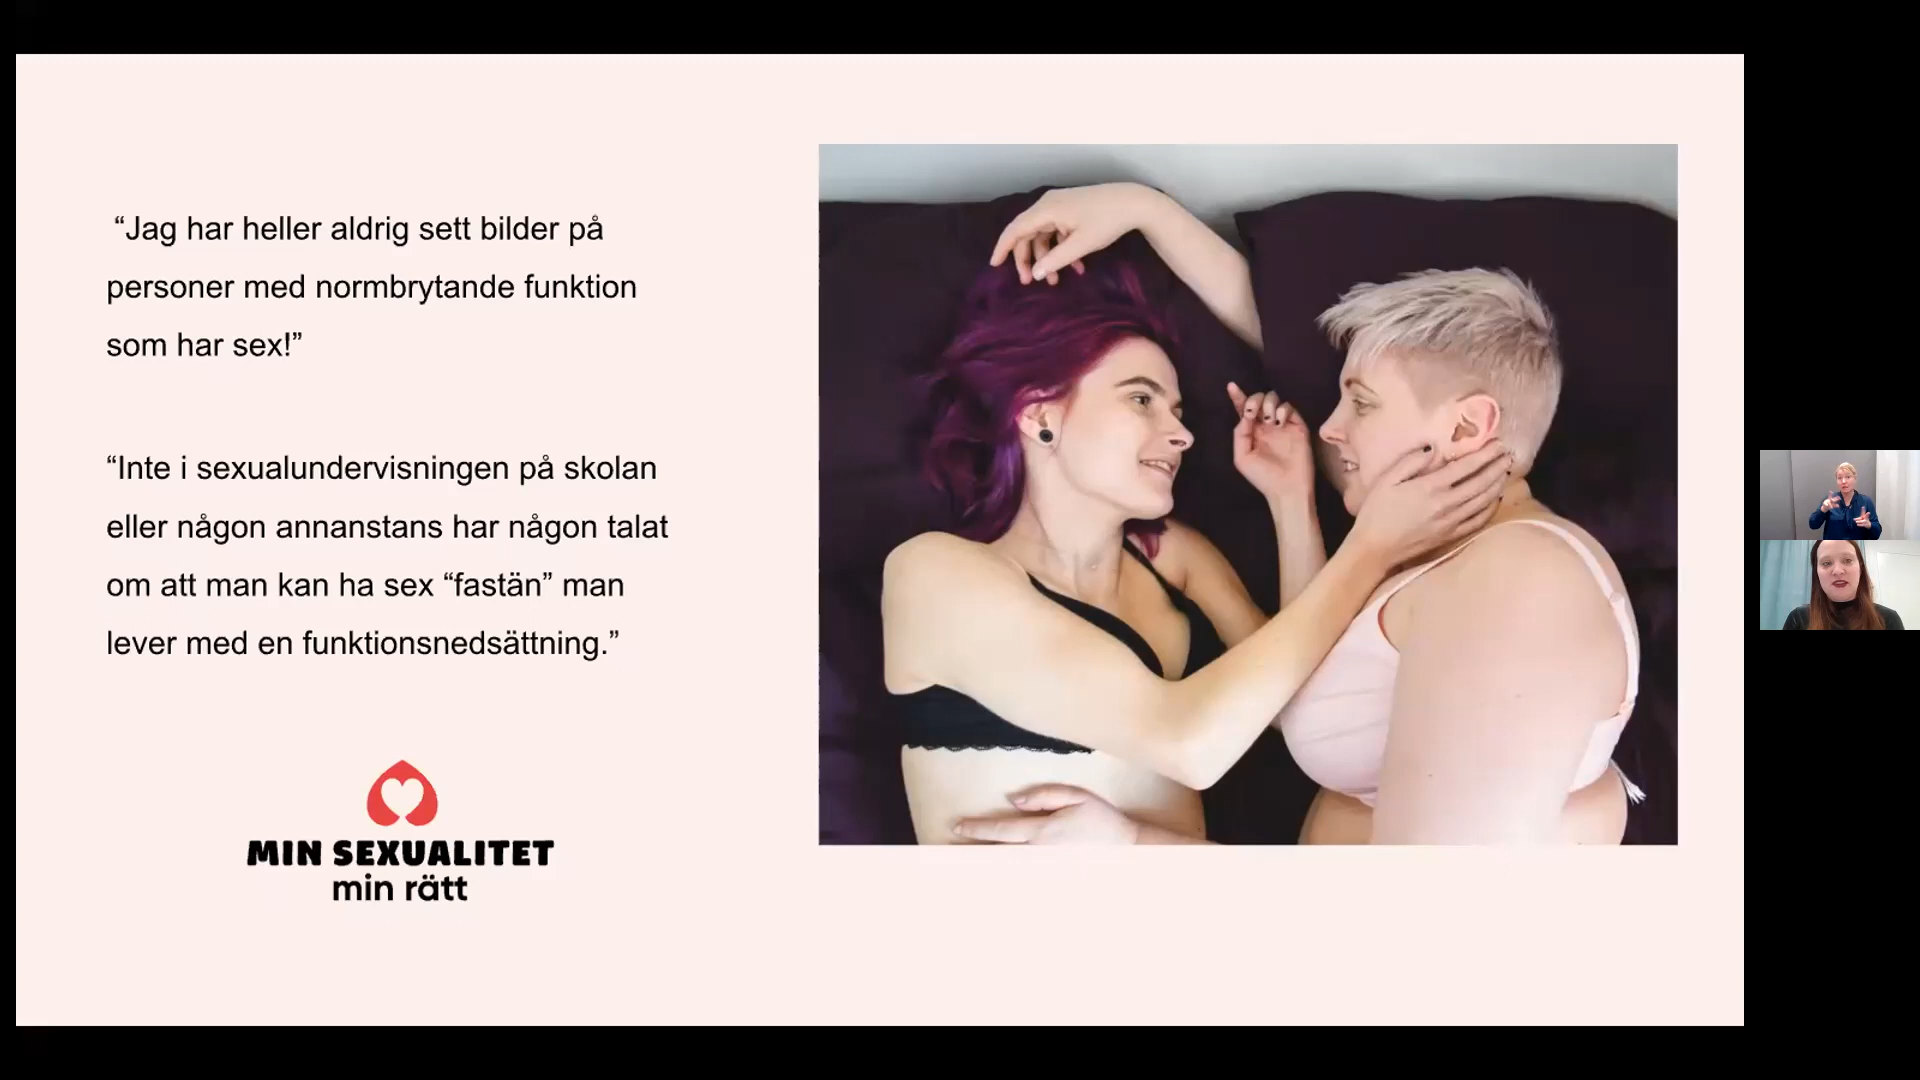 “Jag har heller aldrig sett bilder på
personer med normbrytande funktion
som har sex!”
“Inte i sexualundervisningen på skolan
eller någon annanstans har någon talat
om att man kan ha sex “fastän” man
lever med en funktionsnedsättning.”
MIN SEXUALITET
min rätt